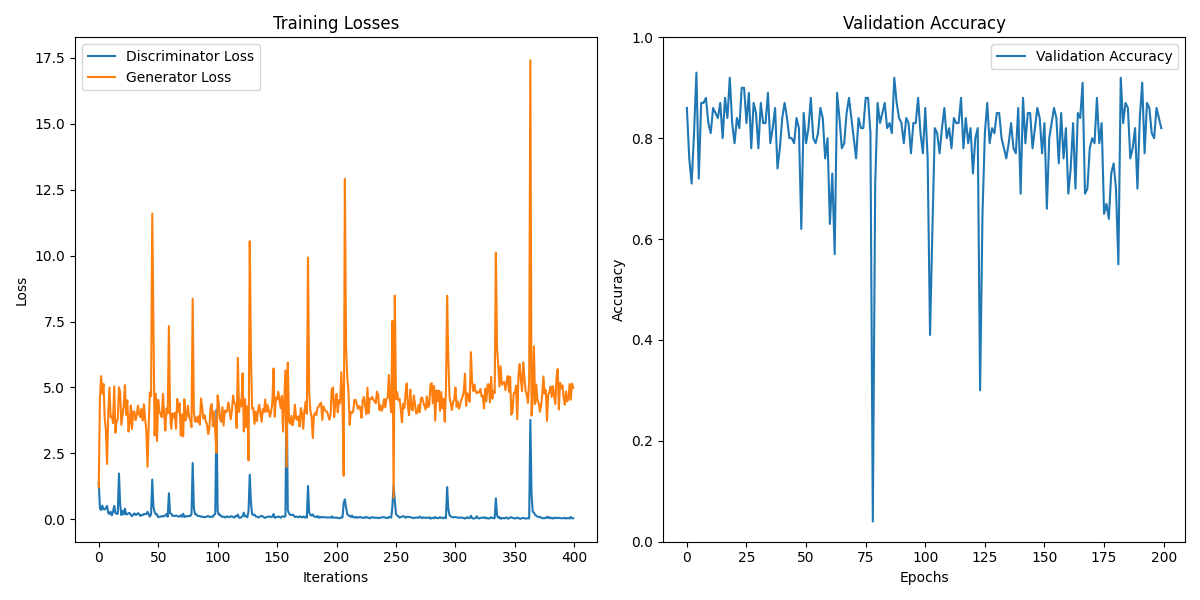 Training Losses
Discriminator Loss
Generator Loss
17.5
15.0
12.5
10.0
7.5
5.0
2.5
0.0
Loss
0 50 100 150 200 250 300 350 400
Iterations
Validation Accuracy
Validation Accuracy
1.0
0.8
0.6
0.4
0.2
0.0
Accuracy
0 25 50 75 100 125 150 175 200
Epochs